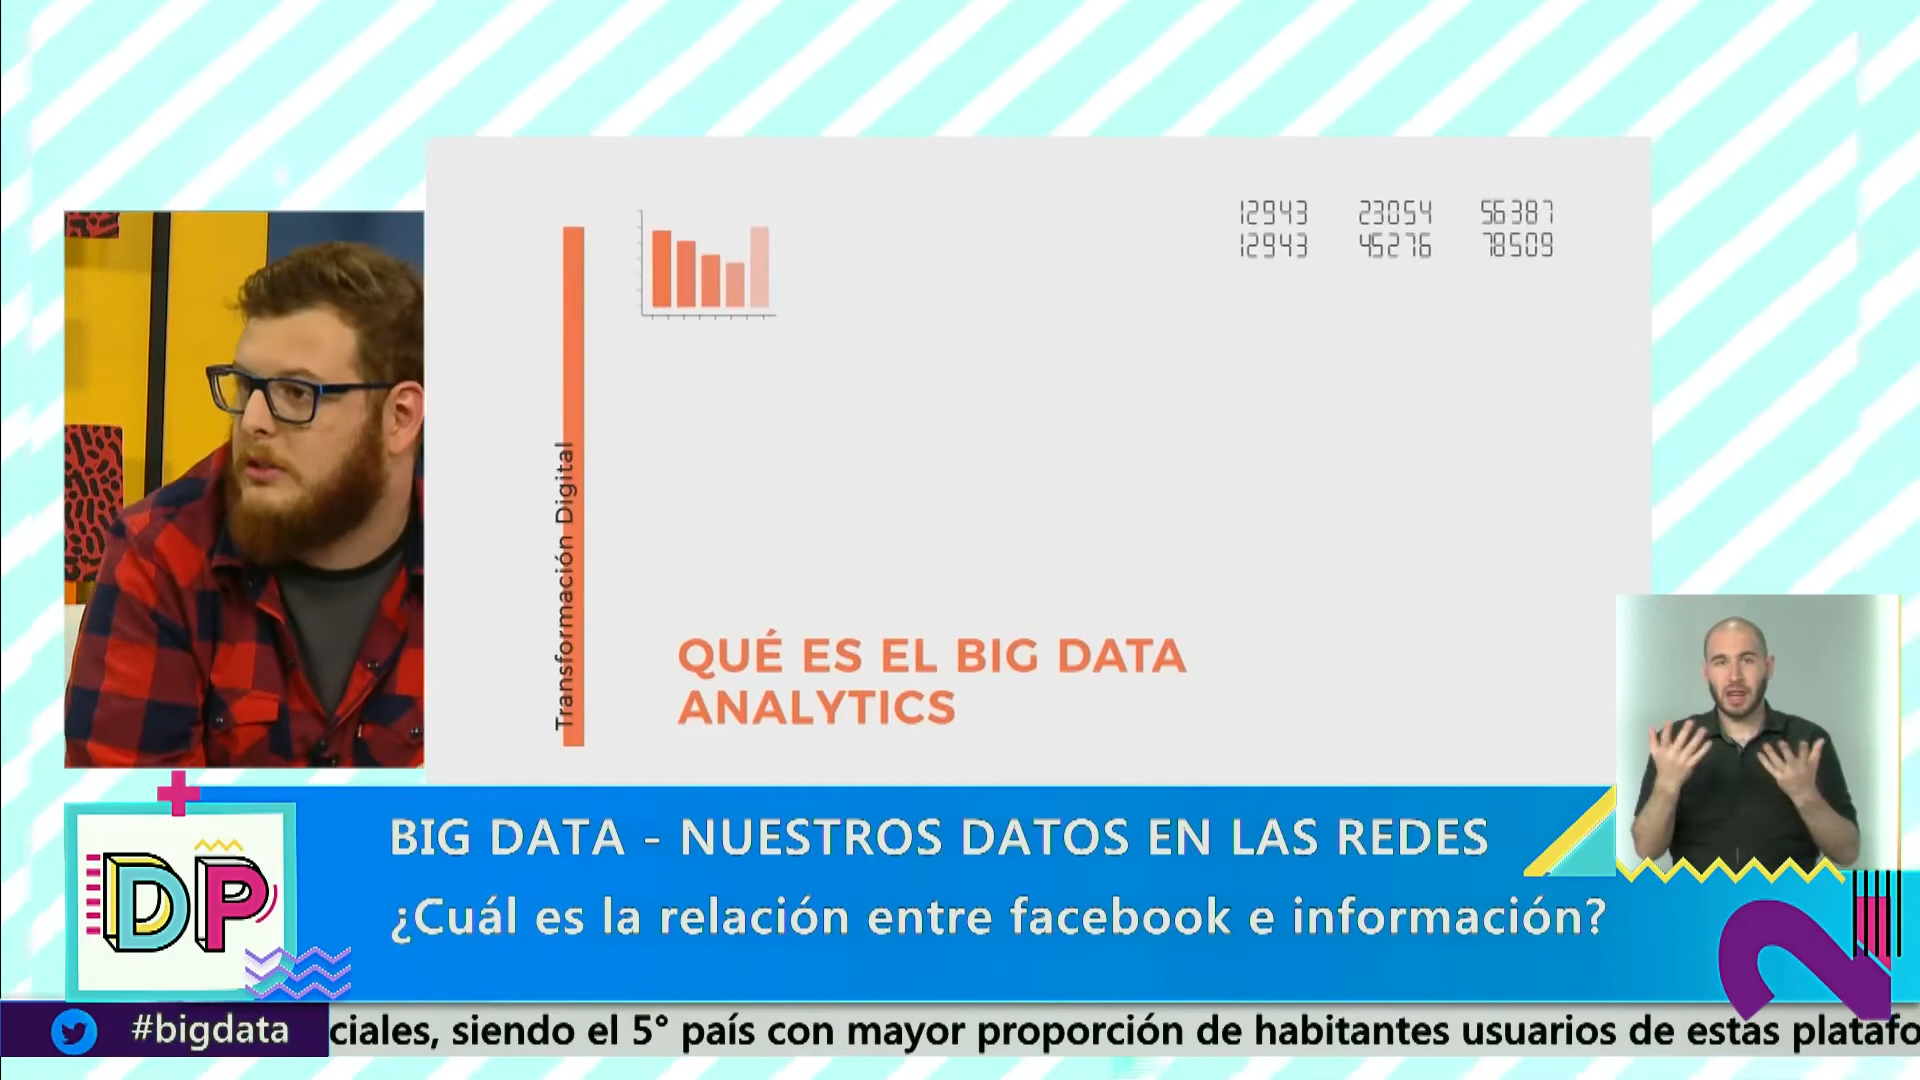 12943 23054 56387
12943 45276 78509
Transformación Digital
QUÉ ES EL BIG DATA
ANALYTICS
BIG DATA - NUESTROS DATOS EN LAS REDES
¿Cuál es la relación entre facebook e información?
DP
2
#bigdata
ciales, siendo el 5° país con mayor proporción de habitantes usuarios de estas platafo